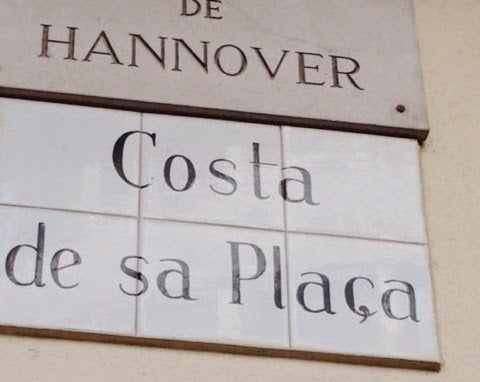 DE
HANNOVER
Costa
de sa Plaça